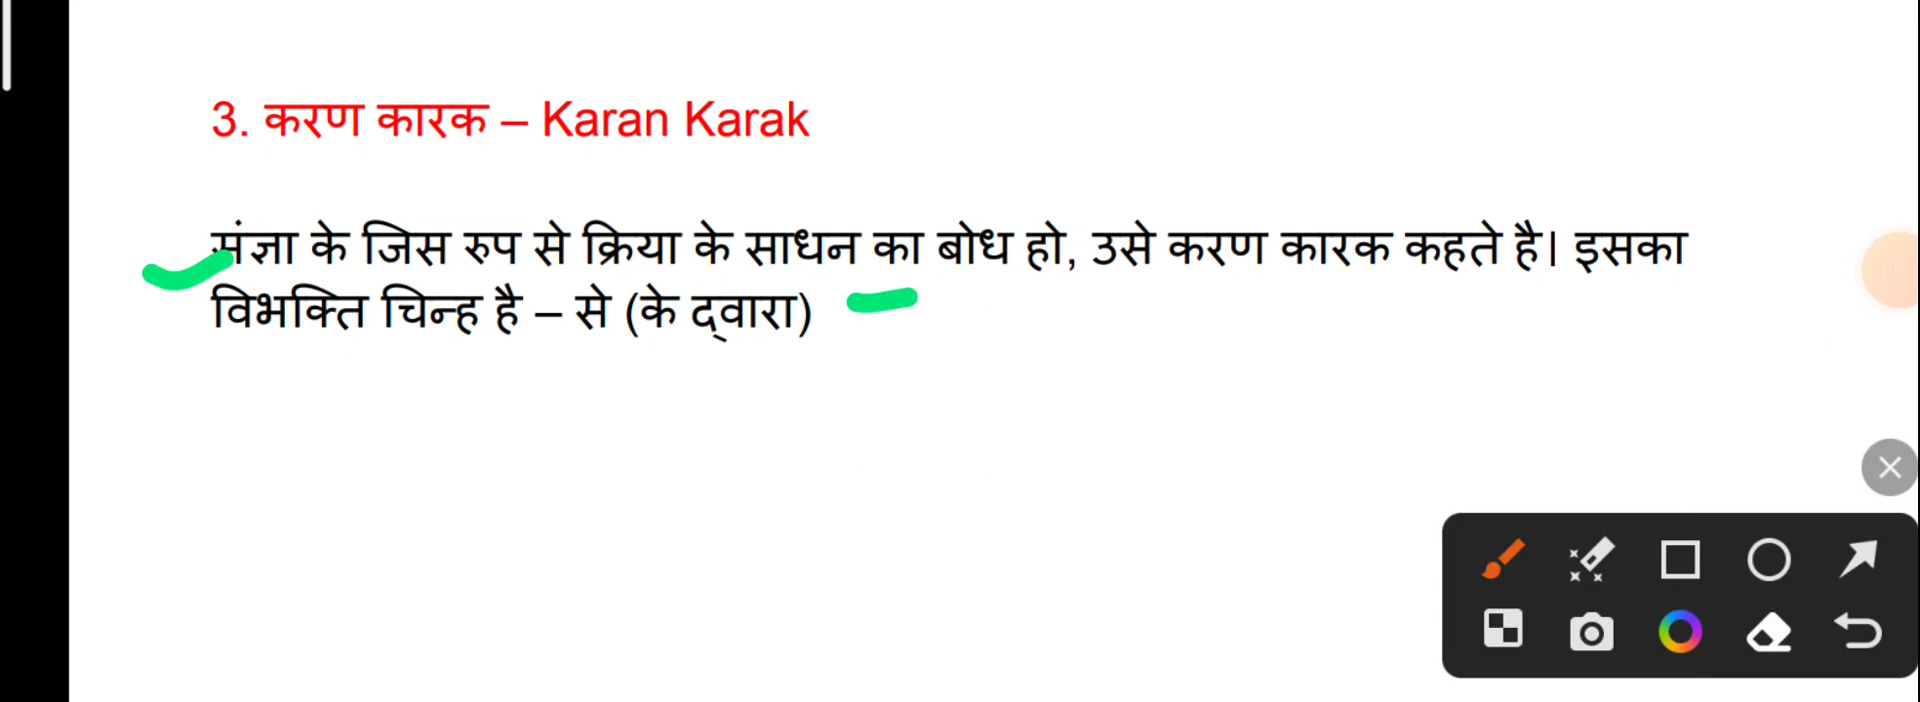 3. करण कारक – Karan Karak
संज्ञा के जिस रुप से क्रिया के साधन का बोध हो, उसे करण कारक कहते है। इसका
विभक्ति चिन्ह है – से (के द्वारा)